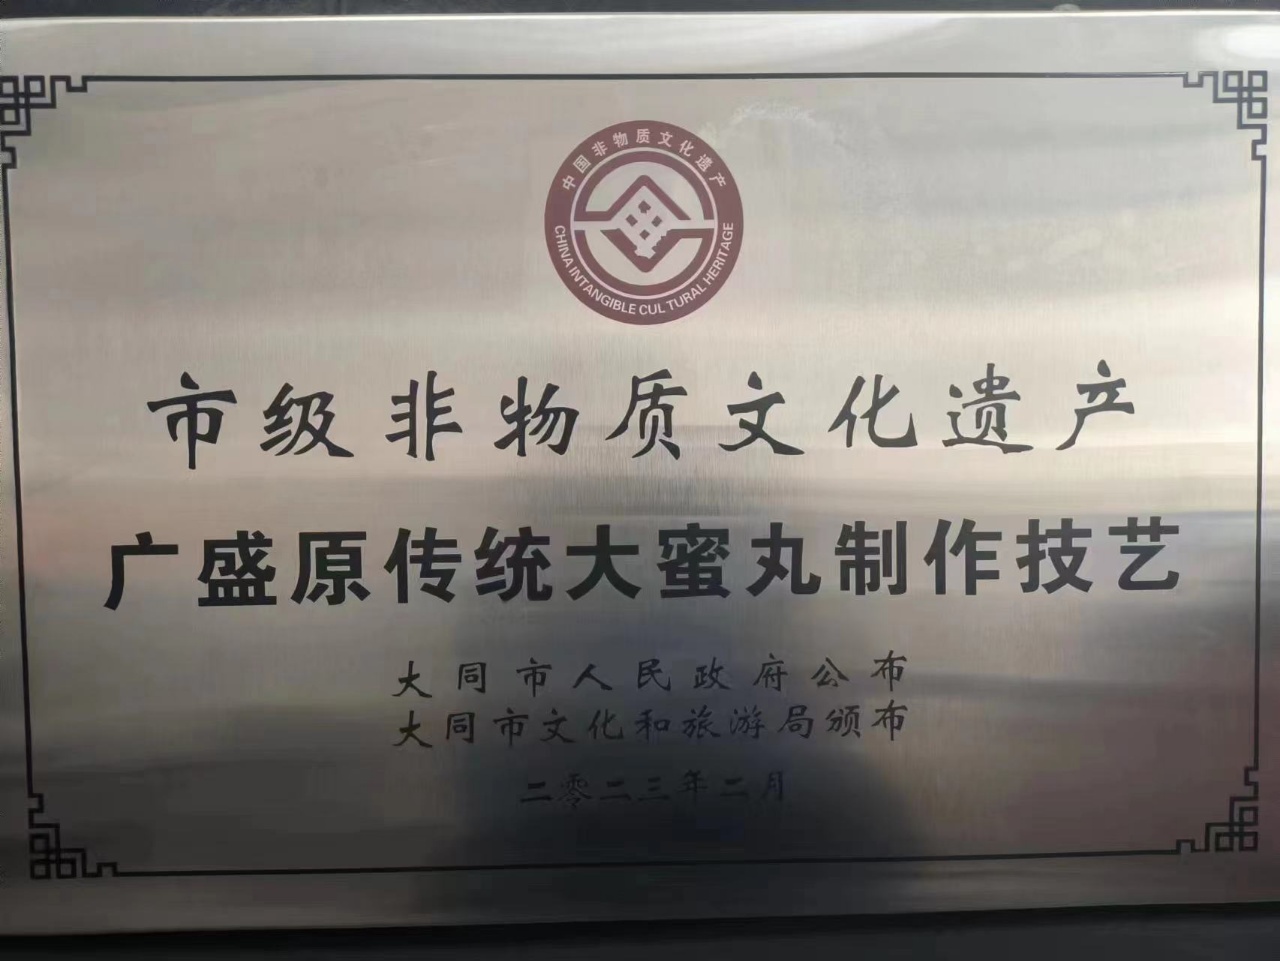 中国非物质文化遗产
CHINA INTANGIBLE CULTURAL HERITAGE
市级非物质文化遗产
广盛原传统大蜜丸制作技艺
大同市人民政府公布
大同市文化和旅游局颁布
二零二三年二月